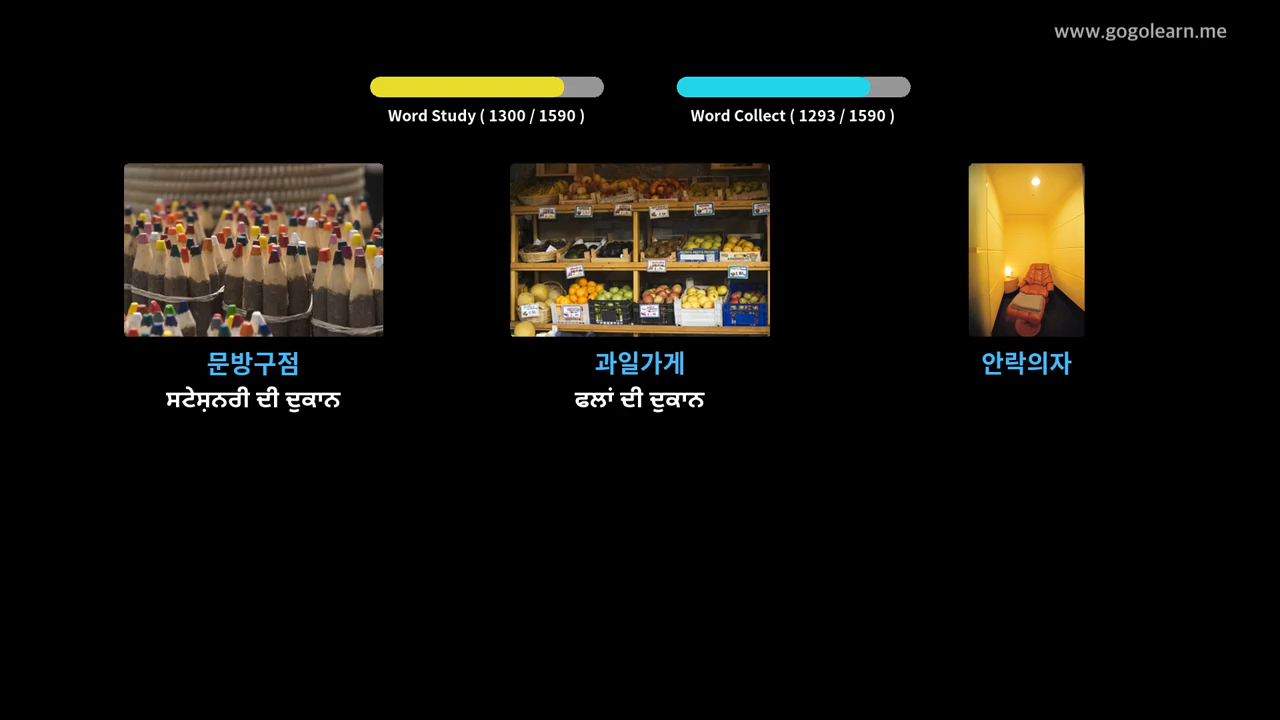 www.gogolearn.me
Word Study ( 1300 / 1590 )
Word Collect ( 1293 / 1590 )
문방구점
과일가게
안락의자
ਸਟੇਸ਼ਨਰੀ ਦੀ ਦੁਕਾਨ
ਫਲਾਂ ਦੀ ਦੁਕਾਨ